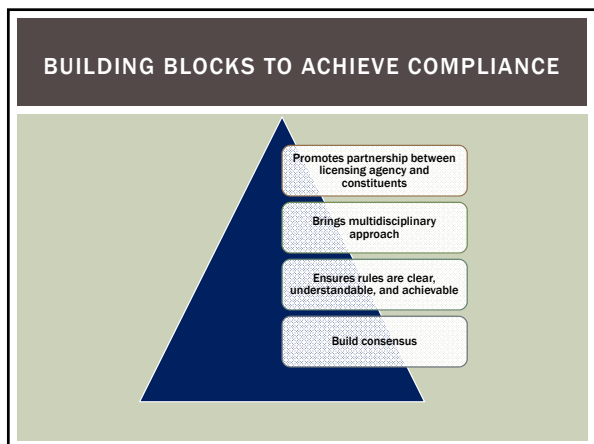 BUILDING BLOCKS TO ACHIEVE COMPLIANCE
Promotes partnership between
licensing agency and
constituents
Brings multidisciplinary
approach
Ensures rules are clear,
understandable, and achievable
Build consensus